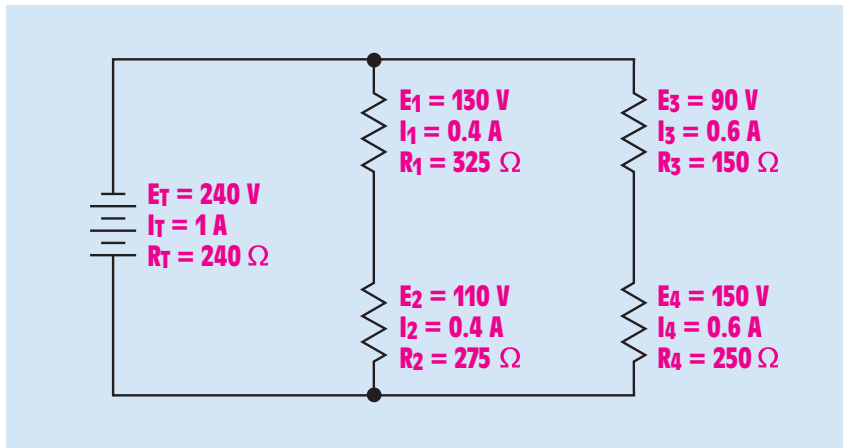 E1 = 130 V
I1 = 0.4 A
R1 = 325 Ω
E3 = 90 V
I3 = 0.6 A
R3 = 150 Ω
ET = 240 V
IT = 1 A
RT = 240 Ω
E2 = 110 V
I2 = 0.4 A
R2 = 275 Ω
E4 = 150 V
I4 = 0.6 A
R4 = 250 Ω